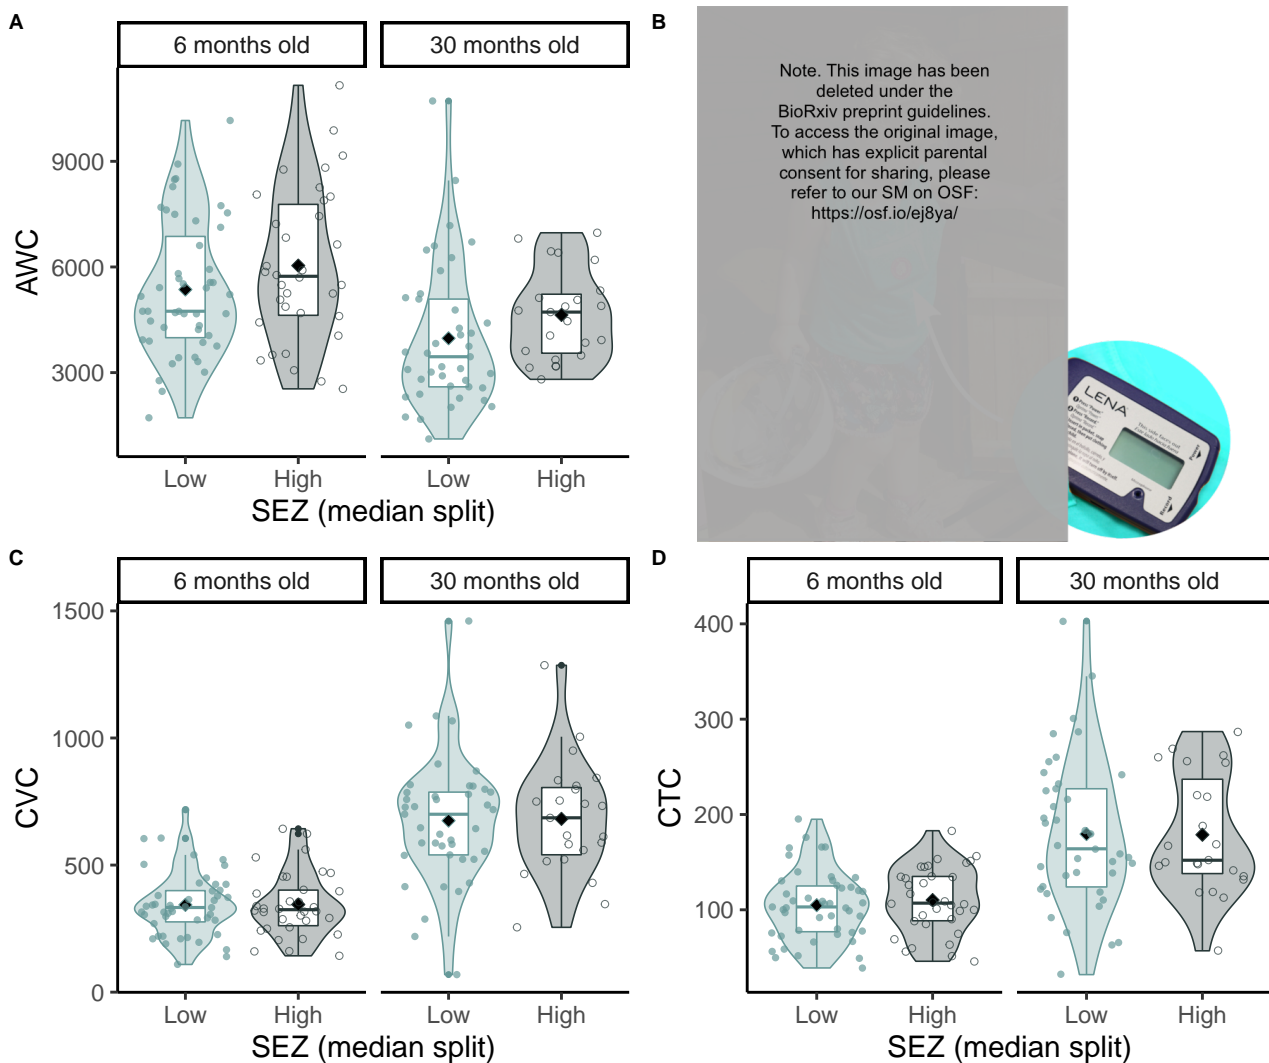 A
6 months old
30 months old
AWC
9000
6000
3000
Low
High
Low
High
SEZ (median split)
B
Note. This image has been
deleted under the
BioRxiv preprint guidelines.
To access the original image,
which has explicit parental
consent for sharing, please
refer to our SM on OSF:
https://osf.io/ej8ya/
LENA
Power
Record
C
6 months old
30 months old
CVC
1500
1000
500
0
Low
High
Low
High
SEZ (median split)
D
6 months old
30 months old
CTC
400
300
200
100
Low
High
Low
High
SEZ (median split)